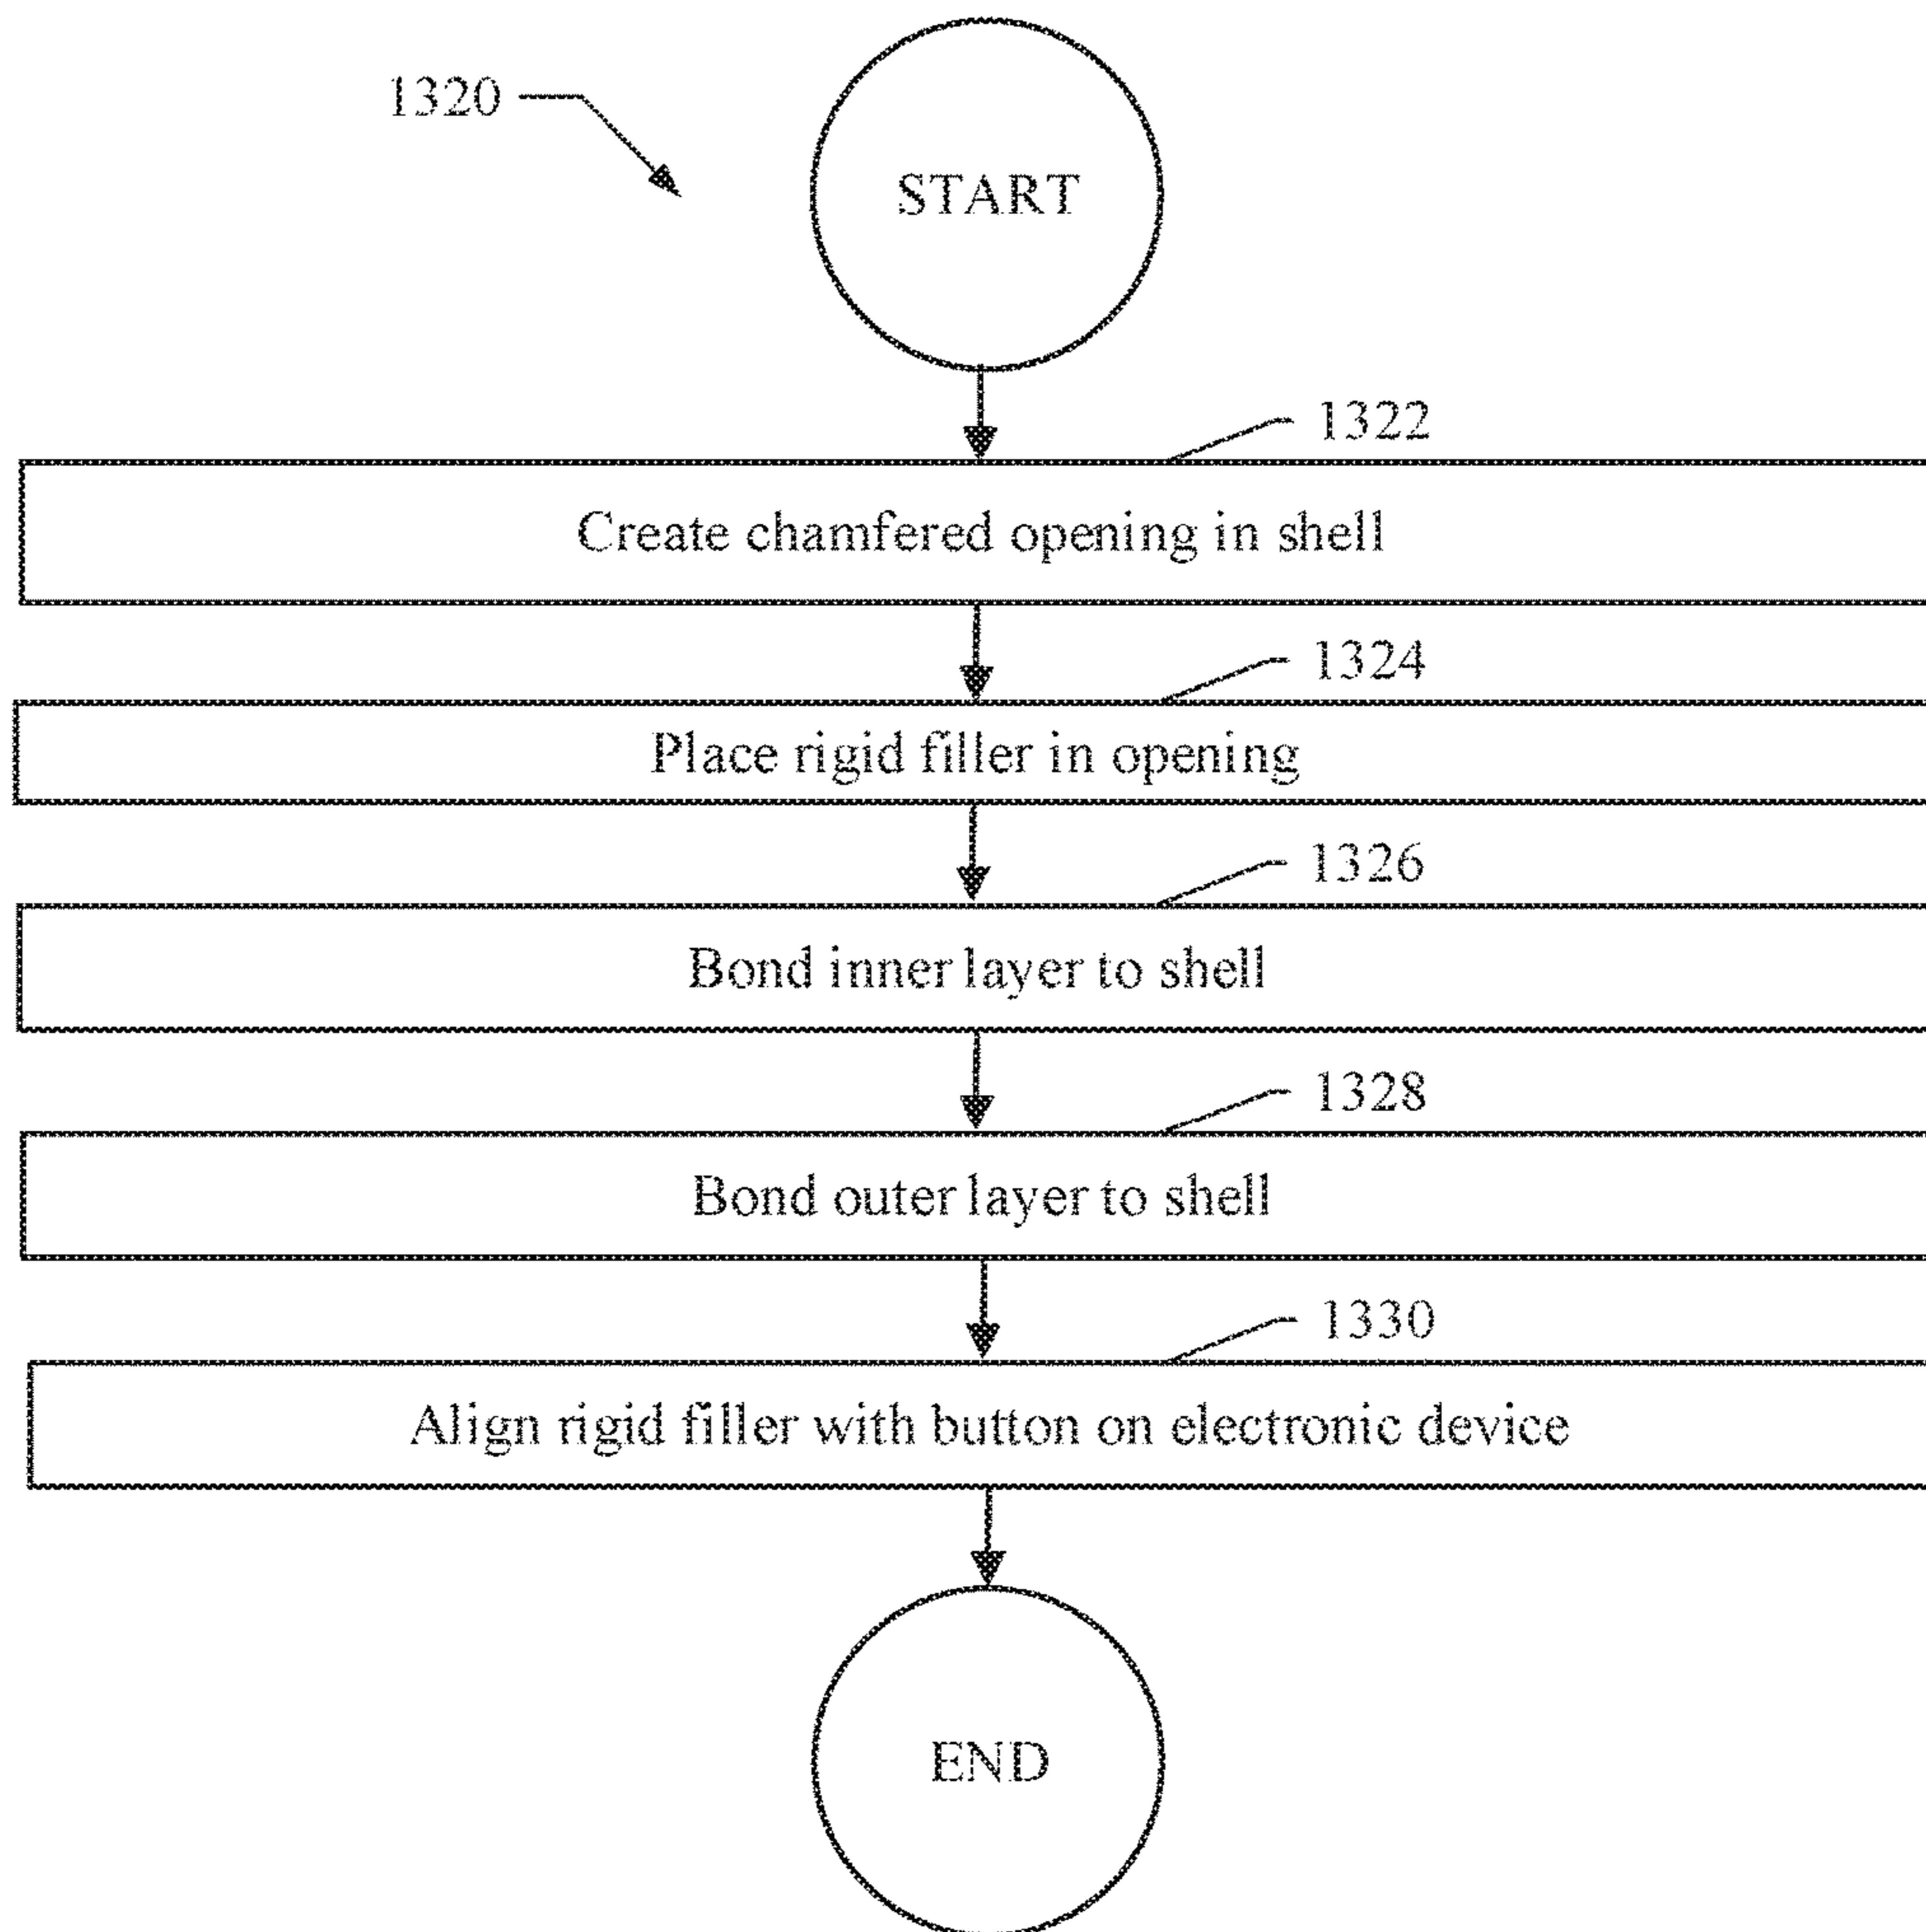 1320
START
1322
Create chamfered opening in shell
1324
Place rigid filler in opening
1326
Bond inner layer to shell
1328
Bond outer layer to shell
1330
Align rigid filler with button on electronic device
END